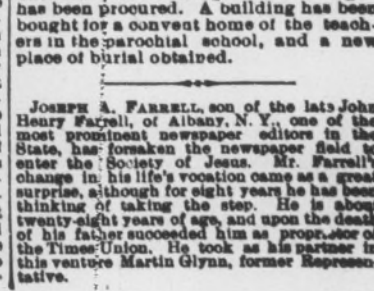 has been procured. A building has been
bought for a convent home of the teach-
ers in the parochial school, and a new
place of burial obtained.
JOSEPH A. FARRELL, son of the late John
Henry Farrell, of Albany, N. Y., one of the
most prominent newspaper editors in the
State, has forsaken the newspaper field to
enter the Society of Jesus. Mr. Farrell's
change in his life's vocation came as a great
surprise, although for eight years he has been
thinking of taking the step. He is about
twenty-eight years of age, and upon the death
of his father succeeded him as proprietor of
the Times-Union. He took as his partner in
this venture Martin Glynn, former Represen-
tative.